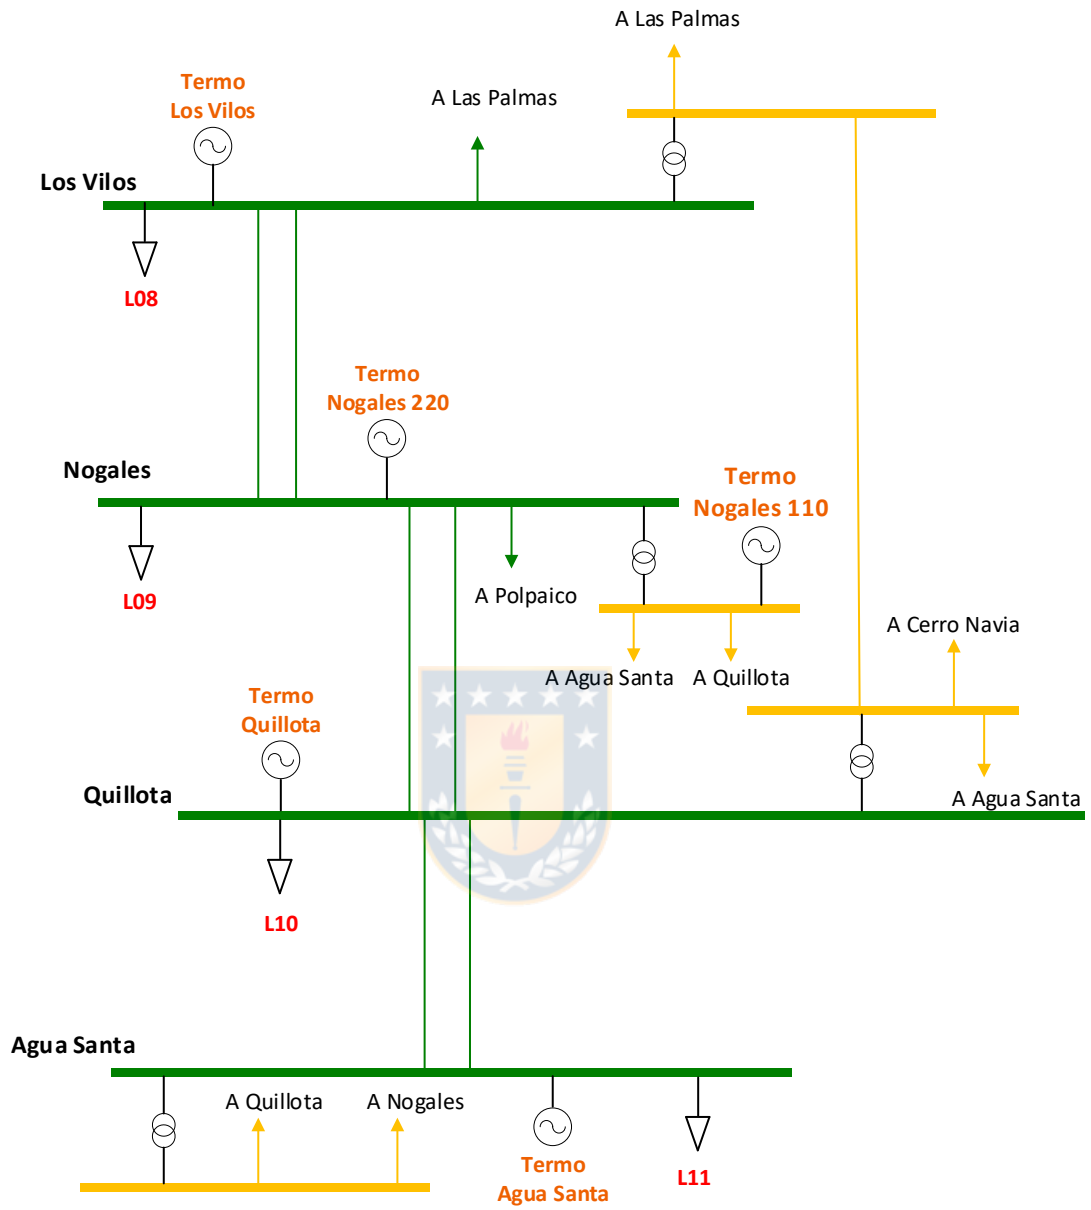 A Las Palmas
Termo
Los Vilos
A Las Palmas
Los Vilos
L08
Termo
Nogales 220
Nogales
Termo
Nogales 110
L09
A Polpaico
A Cerro Navia
A Agua Santa
A Quillota
Termo
Quillota
Quillota
A Agua Santa
L10
Agua Santa
A Quillota
A Nogales
Termo
Agua Santa
L11